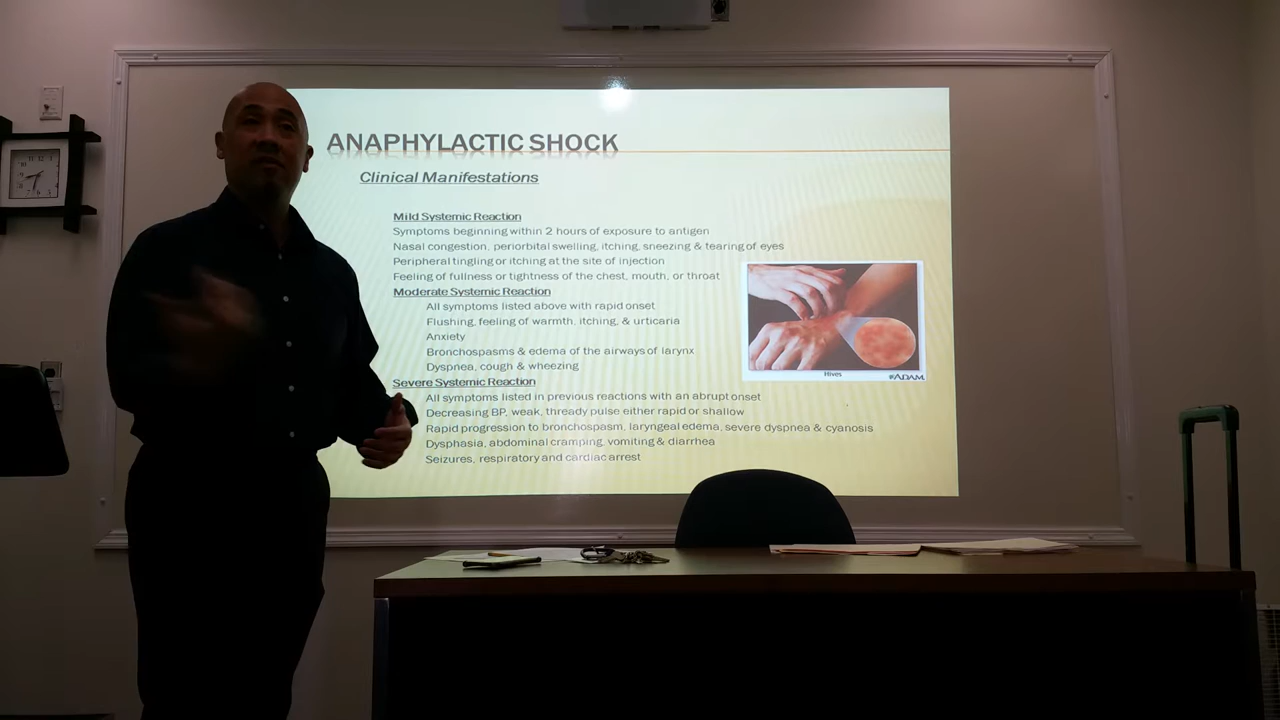 ANAPHYLACTIC SHOCK
Clinical Manifestations
Mild Systemic Reaction
Symptoms beginning within 2 hours of exposure to antigen
Nasal congestion, periorbital swelling, itching, sneezing & tearing of eyes
Peripheral tingling or itching at the site of injection
Feeling of fullness or tightness of the chest, mouth, or throat
Moderate Systemic Reaction
All symptoms listed above with rapid onset
Flushing, feeling of warmth, itching, & urticaria
Anxiety
Bronchospasms & edema of the airways of larynx
Dyspnea, cough & wheezing
Severe Systemic Reaction
All symptoms listed in previous reactions with an abrupt onset
Decreasing BP, weak, thready pulse either rapid or shallow
Rapid progression to bronchospasm, laryngeal edema, severe dyspnea & cyanosis
Dysphasia, abdominal cramping, vomiting & diarrhea
Seizures, respiratory and cardiac arrest
Hives
ADAM